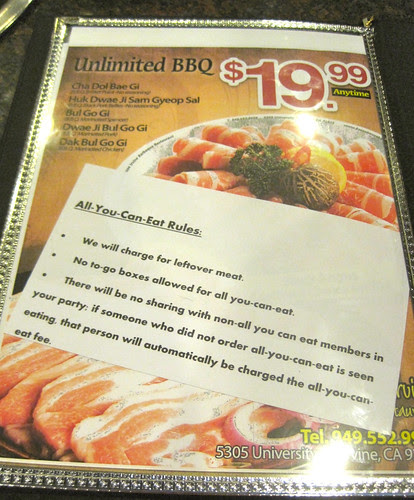 Unlimited BBQ
$19.99
Anytime
Cha Dol Bae Gi
Huk Dwae Ji Sam Gyeop Sal
Bul Go Gi
Dwae Ji Bul Go Gi
Dak Bul Go Gi
All-You-Can-Eat Rules:
• We will charge for leftover meat.
• No to-go boxes allowed for all you-can-eat.
• There will be no sharing with non-all you can eat members in
your party; if someone who did not order all-you-can-eat is seen
eating, that person will automatically be charged the all-you-can-
eat fee.
Tel. 949.552.99
5305 University
CA 9